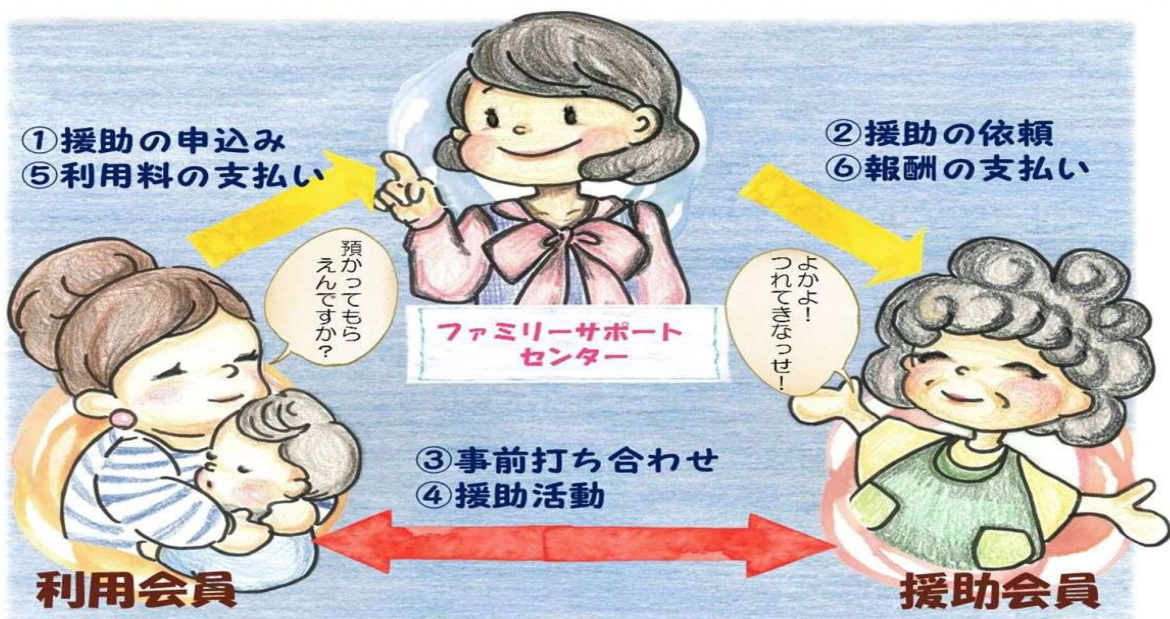 ①援助の申込み
⑤利用料の支払い
②援助の依頼
⑥報酬の支払い
預かってもら
えんですか？
ファミリーサポート
センター
よかよ！
つれてきなっせ！
③事前打ち合わせ
④援助活動
利用会員
援助会員